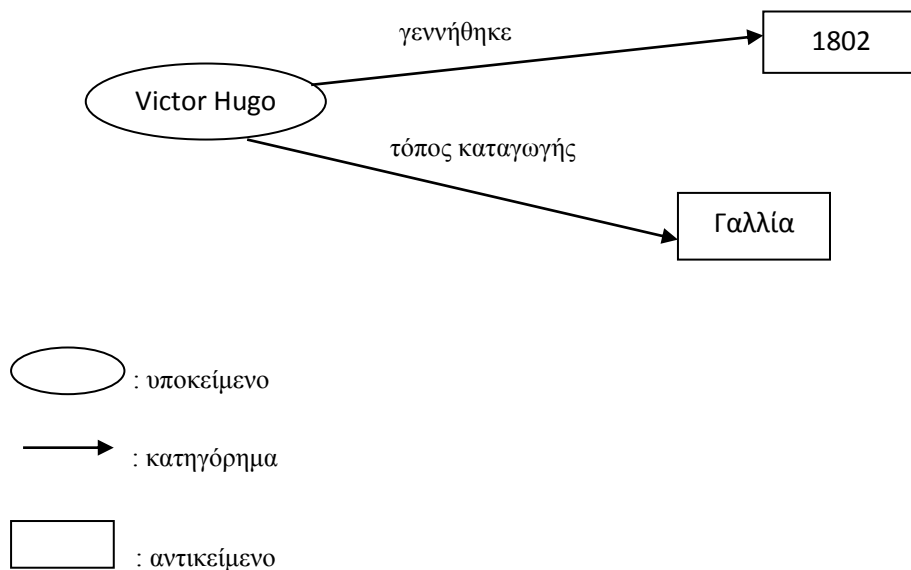 γεννήθηκε
1802
Victor Hugo
τόπος καταγωγής
Γαλλία
: υποκείμενο
: κατηγόρημα
: αντικείμενο